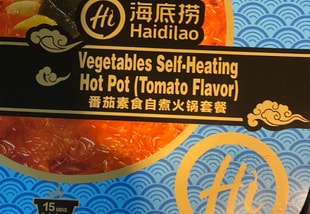 Hi 海底捞
Haidilao
Vegetables Self-Heating
Hot Pot (Tomato Flavor)
番茄素食自煮火锅套餐
15
Hi